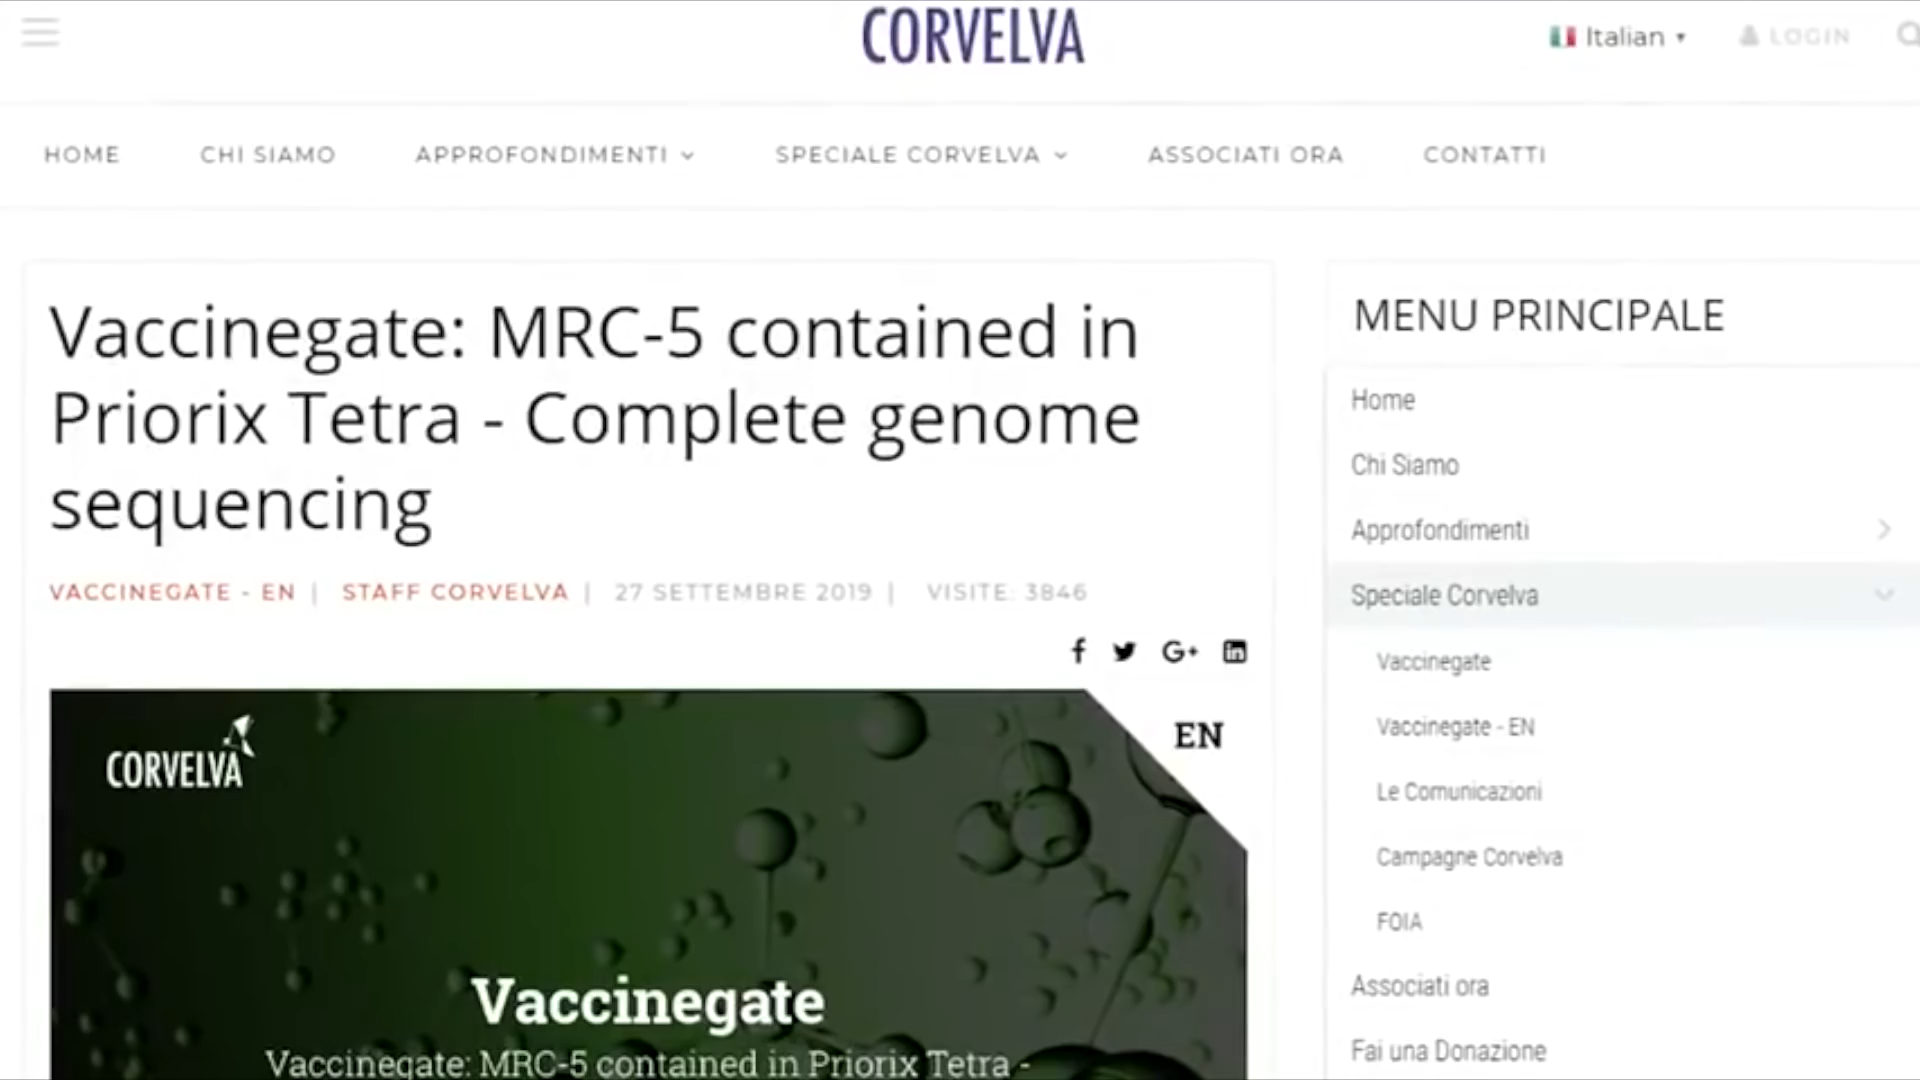 CORVELVA
Italian
LOGIN
HOME
CHI SIAMO
APPROFONDIMENTI
SPECIALE CORVELVA
ASSOCIATI ORA
CONTATTI
Vaccinegate: MRC-5 contained in
Priorix Tetra - Complete genome
sequencing
VACCINEGATE - EN | STAFF CORVELVA | 27 SETTEMBRE 2019 | VISITE: 3846
f G+ in
EN
CORVELVA
Vaccinegate
Vaccinegate: MRC-5 contained in Priorix Tetra -
MENU PRINCIPALE
Home
Chi Siamo
Approfondimenti
Speciale Corvelva
Vaccinegate
Vaccinegate - EN
Le Comunicazioni
Campagne Corvelva
FOIA
Associati ora
Fai una Donazione